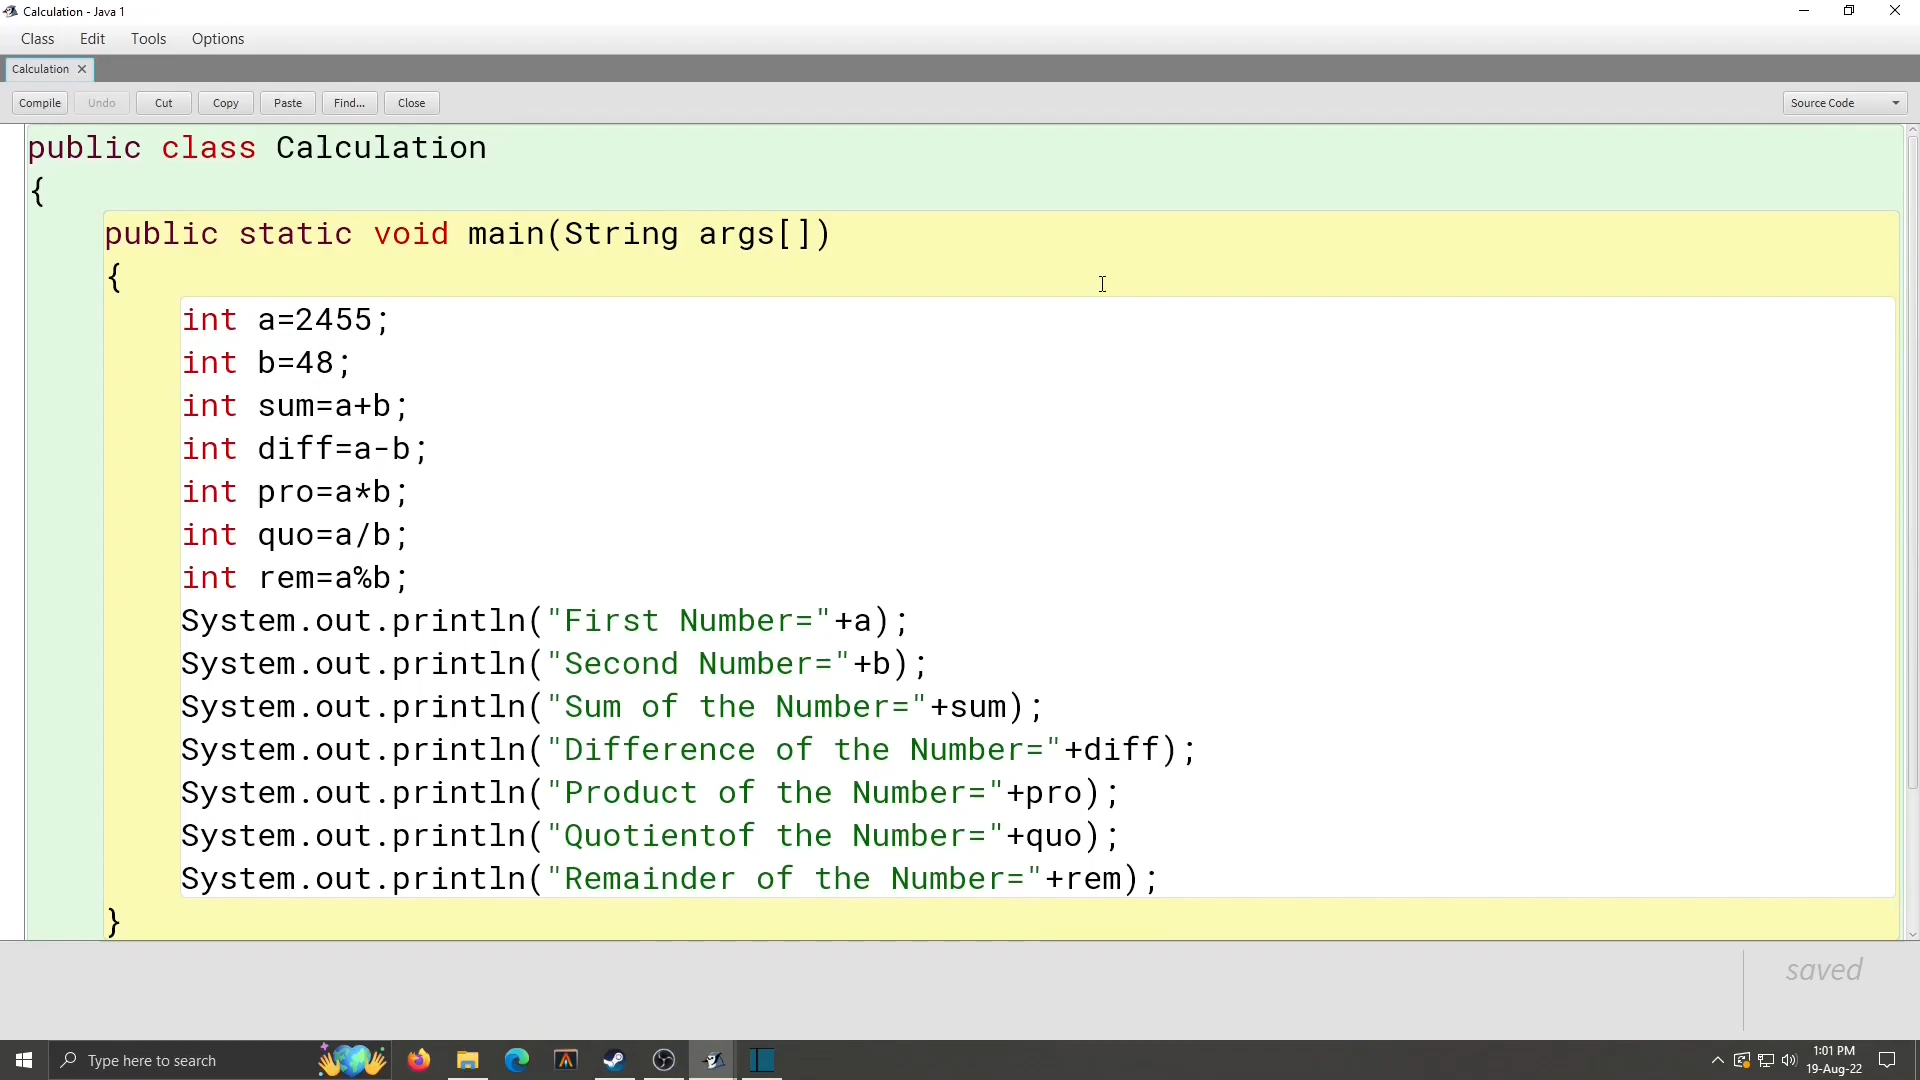 Calculation - Java 1
Class Edit Tools Options
Calculation
Compile Undo Cut Copy Paste Find... Close Source Code
public class Calculation
{
public static void main(String args[])
{
int a=2455;
int b=48;
int sum=a+b;
int diff=a-b;
int pro=a*b;
int quo=a/b;
int rem=a%b;
System.out.println("First Number="+a);
System.out.println("Second Number="+b);
System.out.println("Sum of the Number="+sum);
System.out.println("Difference of the Number="+diff);
System.out.println("Product of the Number="+pro);
System.out.println("Quotientof the Number="+quo);
System.out.println("Remainder of the Number="+rem);
}
saved
Type here to search
1:01 PM
19-Aug-22